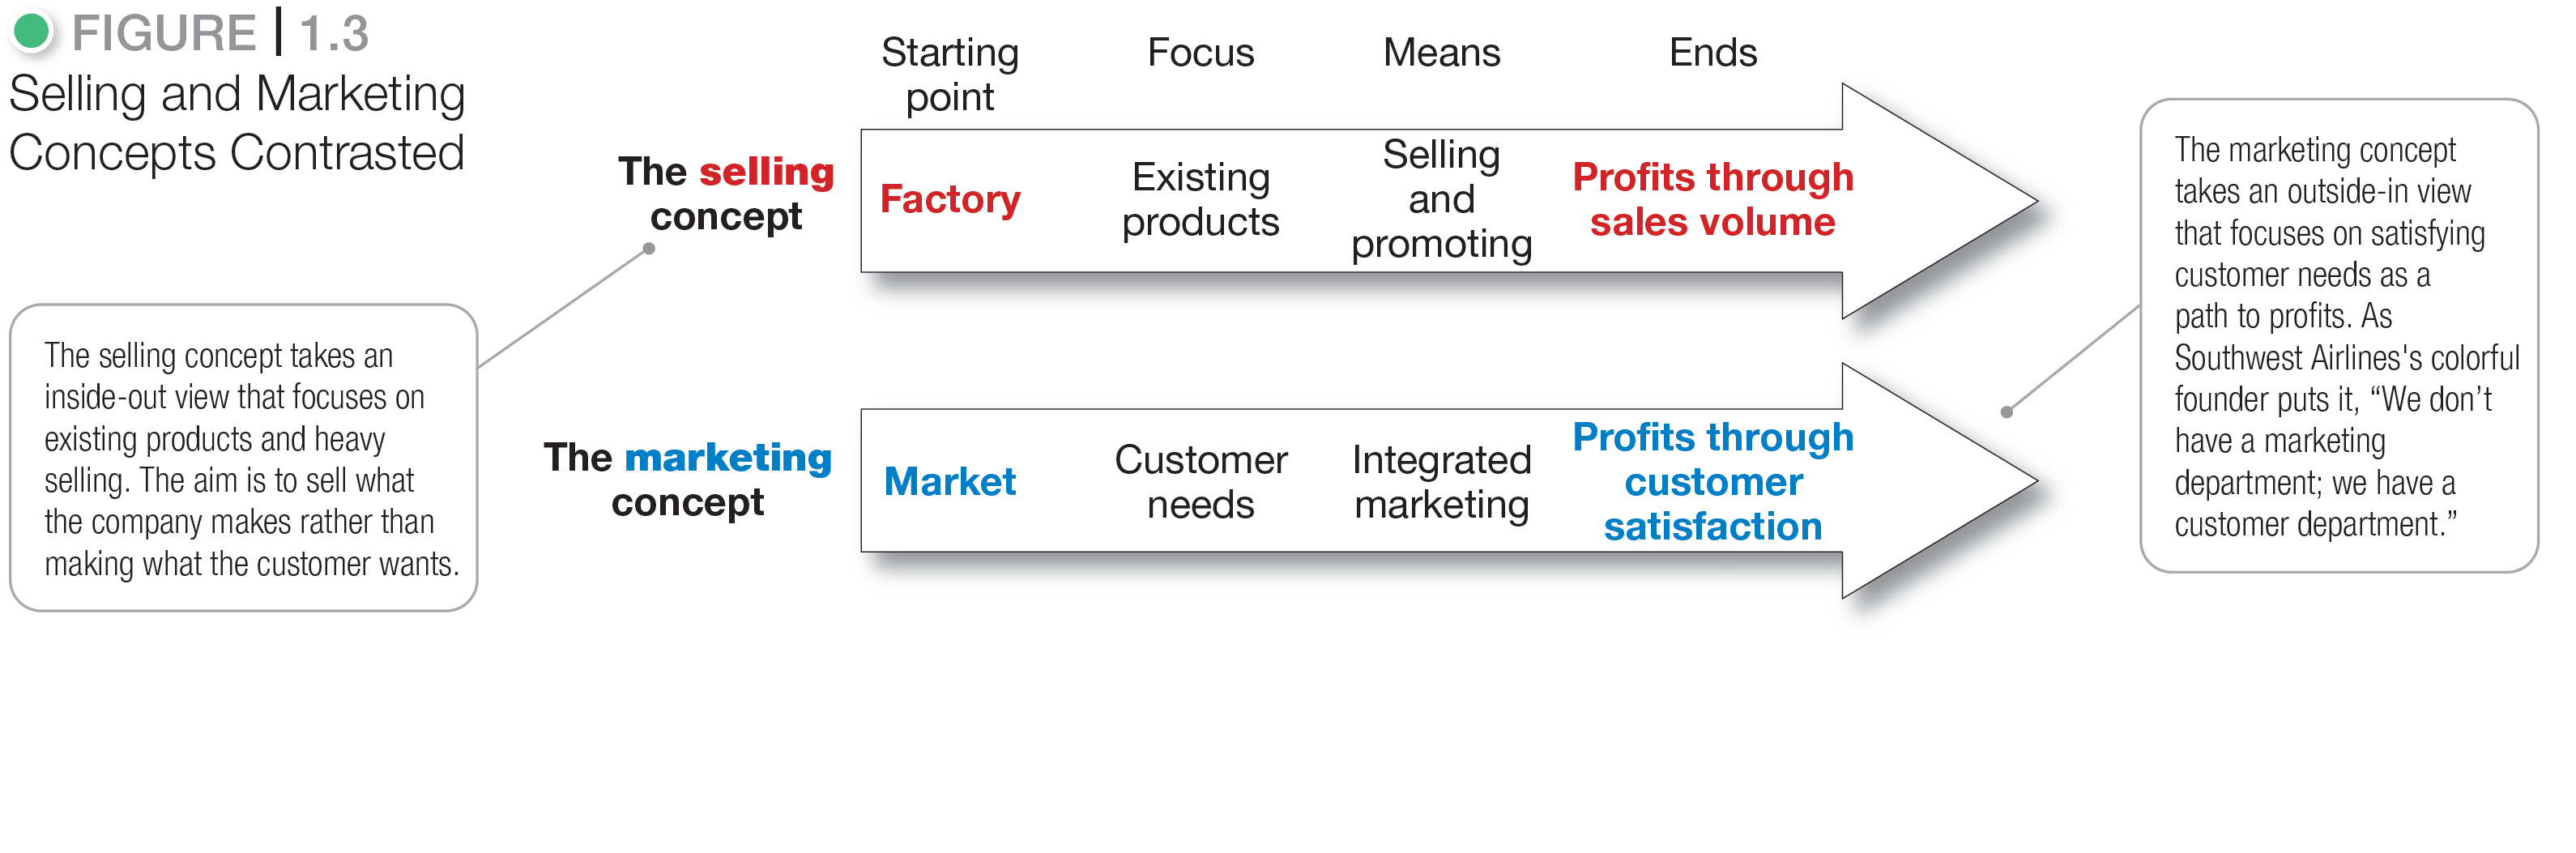 FIGURE | 1.3
Selling and Marketing
Concepts Contrasted
Starting
point
Focus
Means
Ends
The selling
concept
Factory
Existing
products
Selling
and
promoting
Profits through
sales volume
The marketing
concept
Market
Customer
needs
Integrated
marketing
Profits through
customer
satisfaction
The selling concept takes an
inside-out view that focuses on
existing products and heavy
selling. The aim is to sell what
the company makes rather than
making what the customer wants.
The marketing concept
takes an outside-in view
that focuses on satisfying
customer needs as a
path to profits. As
Southwest Airlines's colorful
founder puts it, “We don’t
have a marketing
department; we have a
customer department.”